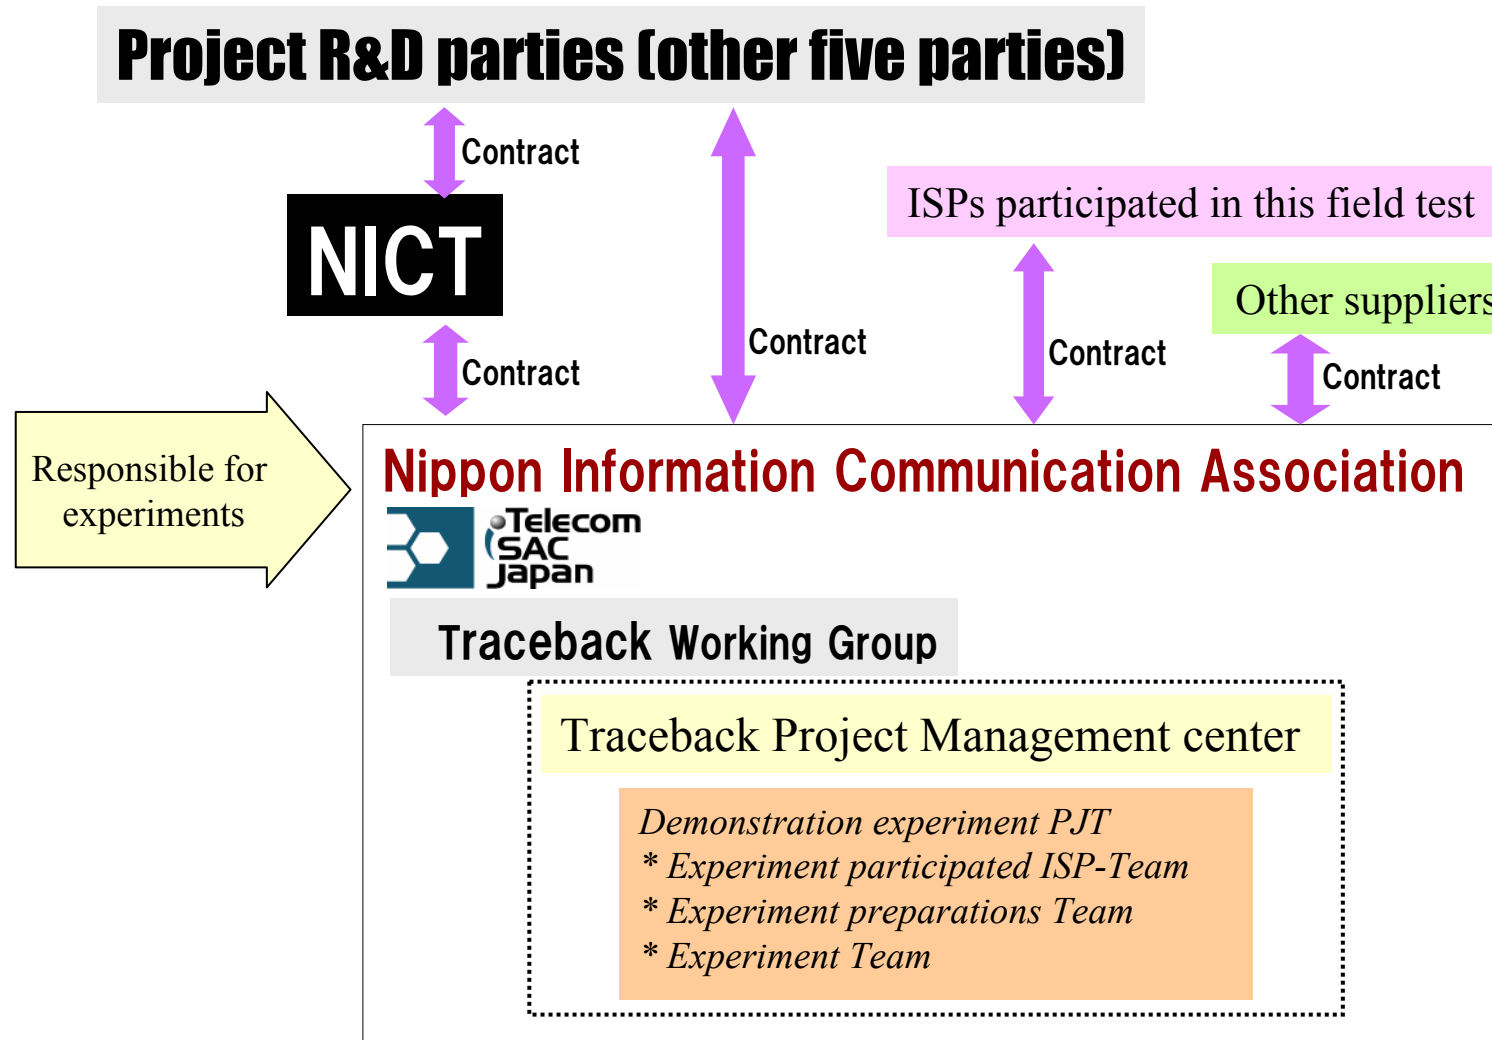 Project R&D parties (other five parties)
Contract
NICT
ISPs participated in this field test
Other suppliers
Contract
Contract
Contract
Contract
Responsible for
experiments
Nippon Information Communication Association
Telecom
iSAC
Japan
Traceback Working Group
Traceback Project Management center
Demonstration experiment PJT
* Experiment participated ISP-Team
* Experiment preparations Team
* Experiment Team